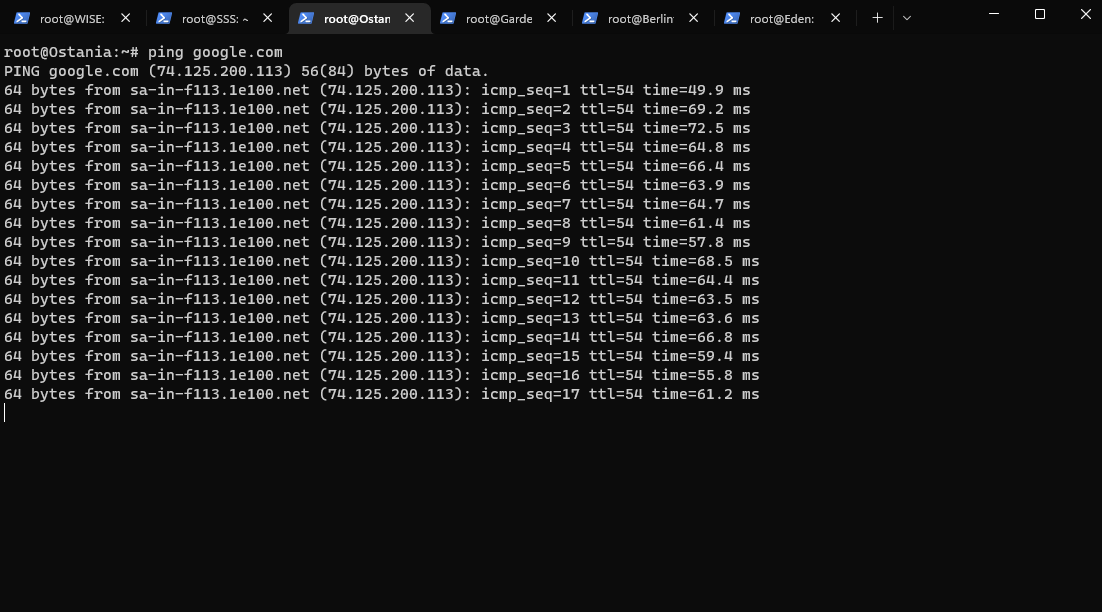 root@WISE: root@SSS: ~ root@Ostan root@Garde root@Berlin root@Eden:
root@Ostania:~# ping google.com
PING google.com (74.125.200.113) 56(84) bytes of data.
64 bytes from sa-in-f113.1e100.net (74.125.200.113): icmp_seq=1 ttl=54 time=49.9 ms
64 bytes from sa-in-f113.1e100.net (74.125.200.113): icmp_seq=2 ttl=54 time=69.2 ms
64 bytes from sa-in-f113.1e100.net (74.125.200.113): icmp_seq=3 ttl=54 time=72.5 ms
64 bytes from sa-in-f113.1e100.net (74.125.200.113): icmp_seq=4 ttl=54 time=64.8 ms
64 bytes from sa-in-f113.1e100.net (74.125.200.113): icmp_seq=5 ttl=54 time=66.4 ms
64 bytes from sa-in-f113.1e100.net (74.125.200.113): icmp_seq=6 ttl=54 time=63.9 ms
64 bytes from sa-in-f113.1e100.net (74.125.200.113): icmp_seq=7 ttl=54 time=64.7 ms
64 bytes from sa-in-f113.1e100.net (74.125.200.113): icmp_seq=8 ttl=54 time=61.4 ms
64 bytes from sa-in-f113.1e100.net (74.125.200.113): icmp_seq=9 ttl=54 time=57.8 ms
64 bytes from sa-in-f113.1e100.net (74.125.200.113): icmp_seq=10 ttl=54 time=68.5 ms
64 bytes from sa-in-f113.1e100.net (74.125.200.113): icmp_seq=11 ttl=54 time=64.4 ms
64 bytes from sa-in-f113.1e100.net (74.125.200.113): icmp_seq=12 ttl=54 time=63.5 ms
64 bytes from sa-in-f113.1e100.net (74.125.200.113): icmp_seq=13 ttl=54 time=63.6 ms
64 bytes from sa-in-f113.1e100.net (74.125.200.113): icmp_seq=14 ttl=54 time=66.8 ms
64 bytes from sa-in-f113.1e100.net (74.125.200.113): icmp_seq=15 ttl=54 time=59.4 ms
64 bytes from sa-in-f113.1e100.net (74.125.200.113): icmp_seq=16 ttl=54 time=55.8 ms
64 bytes from sa-in-f113.1e100.net (74.125.200.113): icmp_seq=17 ttl=54 time=61.2 ms